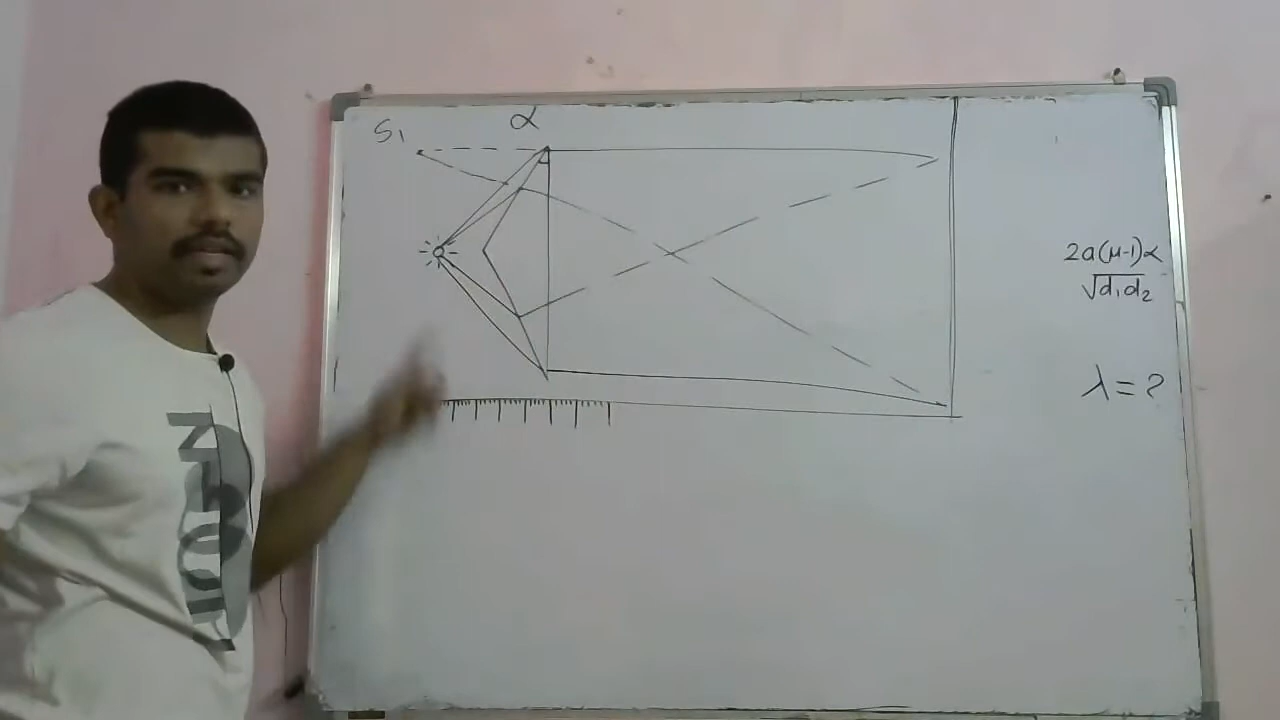 S₁
α
2a(μ-1)α
√d₁d₂
λ = ?